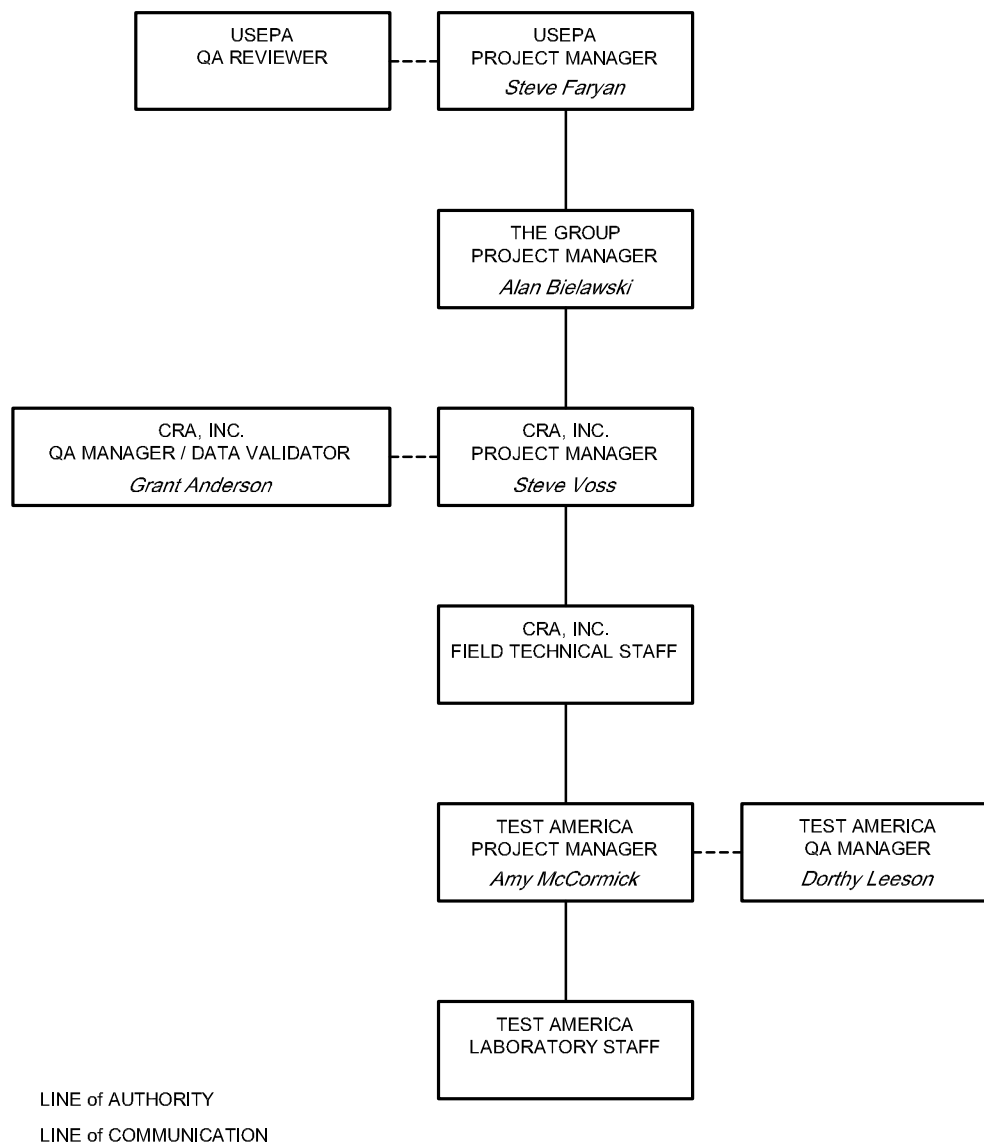 USEPA
QA REVIEWER
USEPA
PROJECT MANAGER
Steve Faryan
THE GROUP
PROJECT MANAGER
Alan Bielawski
CRA, INC.
QA MANAGER / DATA VALIDATOR
Grant Anderson
CRA, INC.
PROJECT MANAGER
Steve Voss
CRA, INC.
FIELD TECHNICAL STAFF
TEST AMERICA
PROJECT MANAGER
Amy McCormick
TEST AMERICA
QA MANAGER
Dorthy Leeson
TEST AMERICA
LABORATORY STAFF
LINE of AUTHORITY
LINE of COMMUNICATION